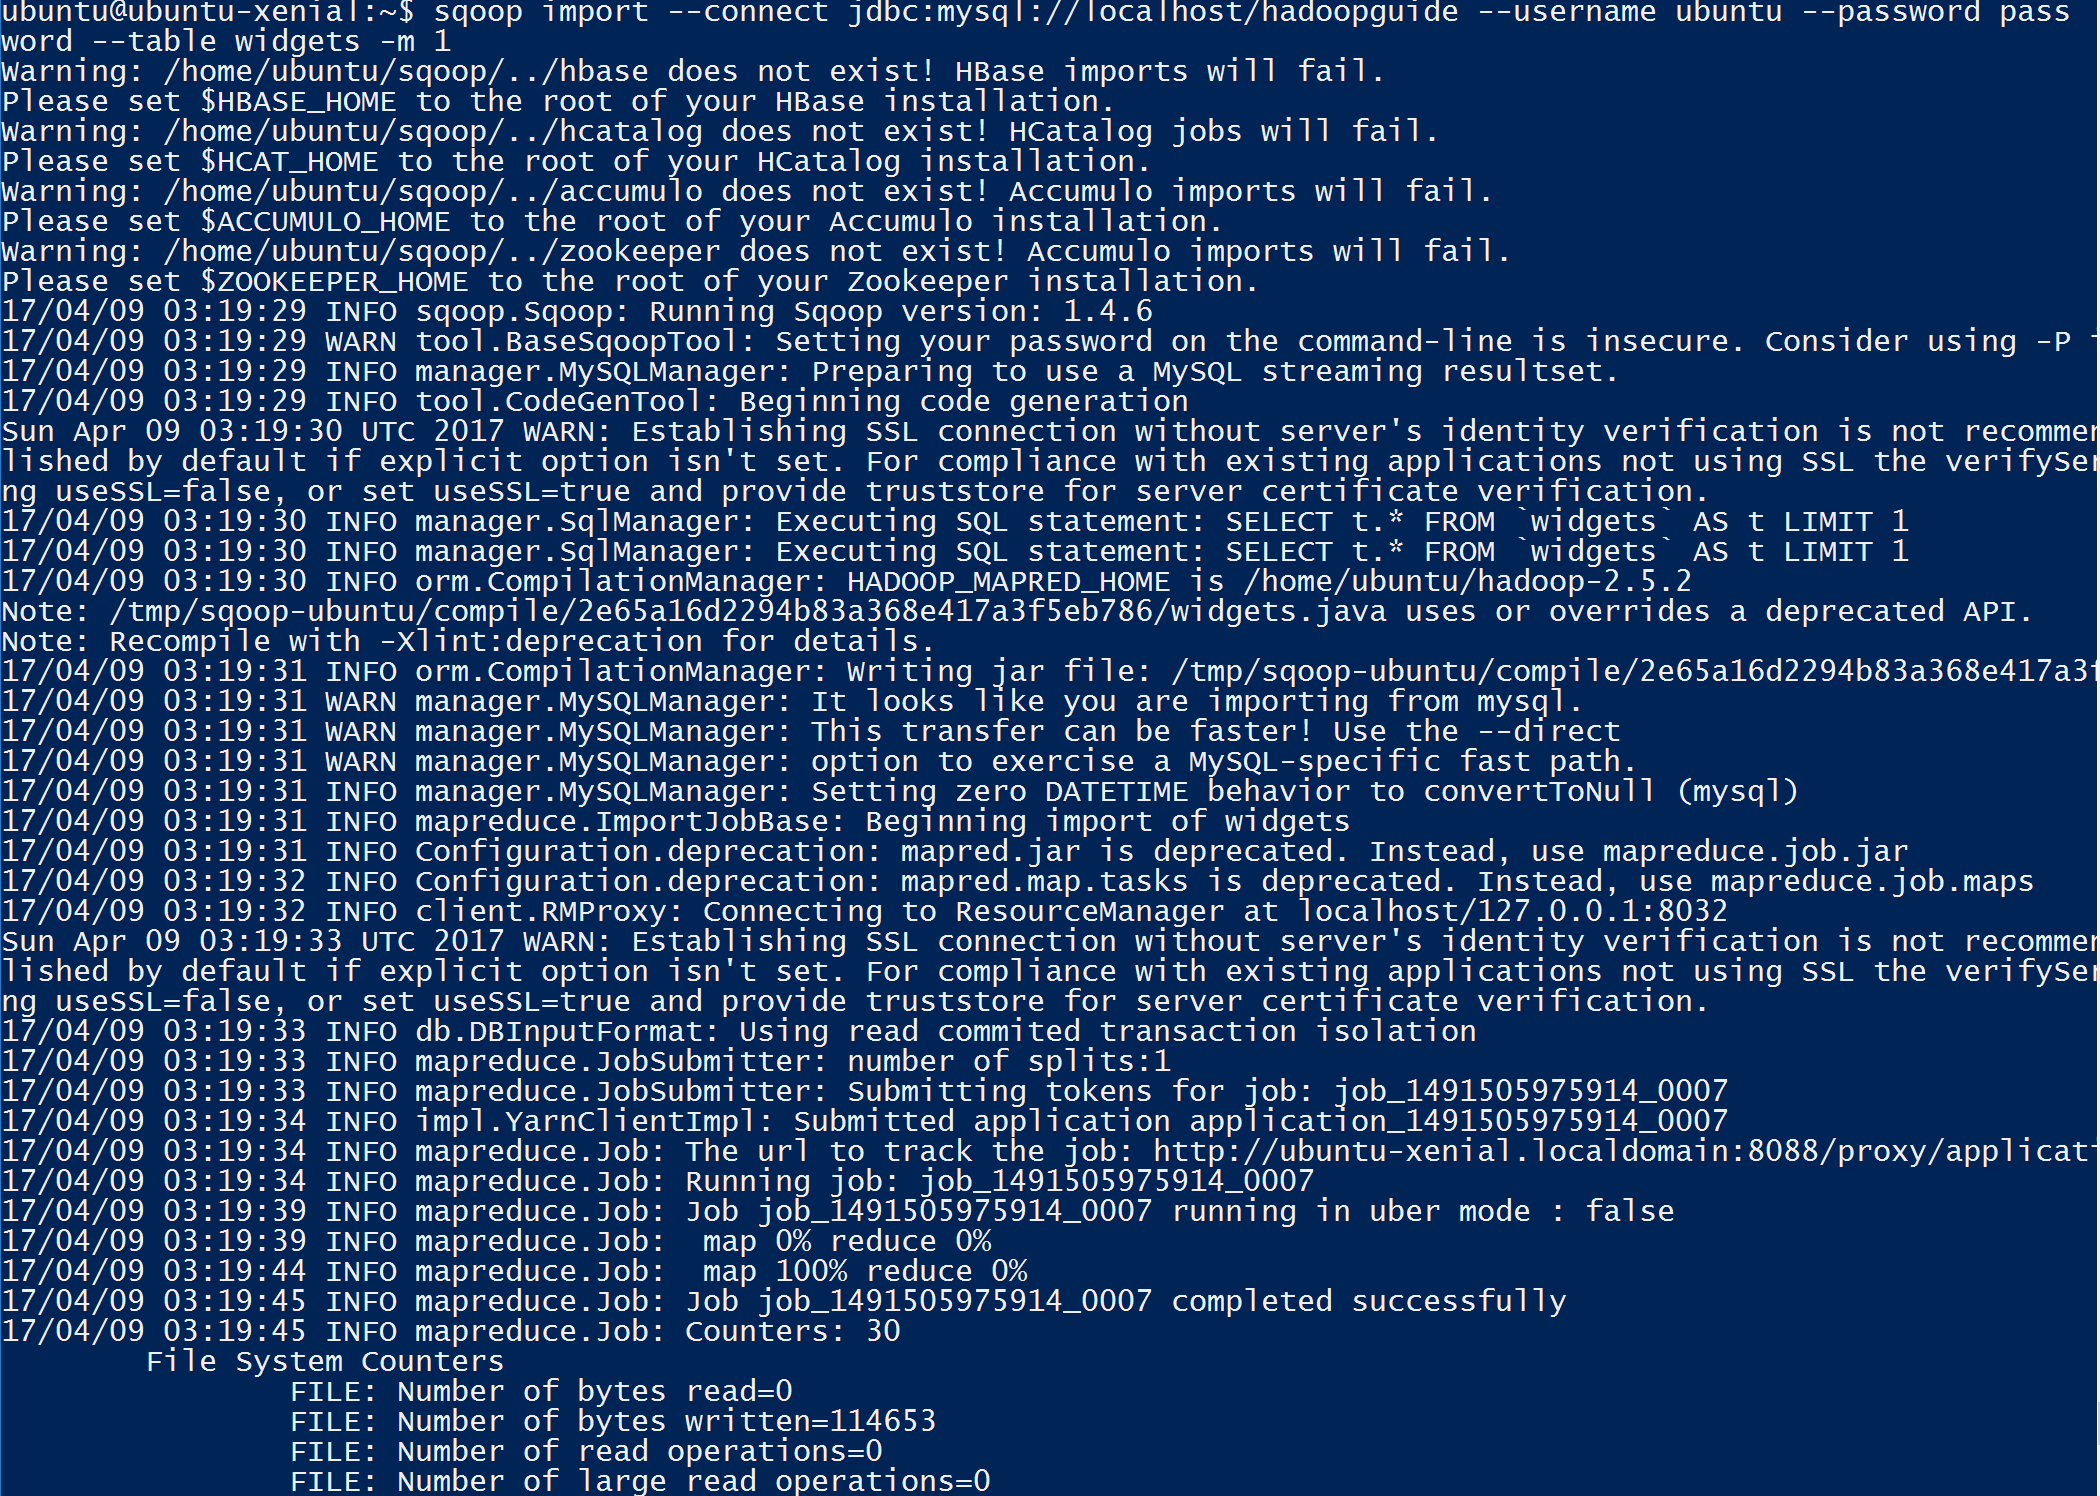 ubuntu@ubuntu-xenial:~$ sqoop import --connect jdbc:mysql://localhost/hadoopguide --username ubuntu --password pass
word --table widgets -m 1
Warning: /home/ubuntu/sqoop/../hbase does not exist! HBase imports will fail.
Please set $HBASE_HOME to the root of your HBase installation.
Warning: /home/ubuntu/sqoop/../hcatalog does not exist! HCatalog jobs will fail.
Please set $HCAT_HOME to the root of your HCatalog installation.
Warning: /home/ubuntu/sqoop/../accumulo does not exist! Accumulo imports will fail.
Please set $ACCUMULO_HOME to the root of your Accumulo installation.
Warning: /home/ubuntu/sqoop/../zookeeper does not exist! Accumulo imports will fail.
Please set $ZOOKEEPER_HOME to the root of your Zookeeper installation.
17/04/09 03:19:29 INFO sqoop.Sqoop: Running Sqoop version: 1.4.6
17/04/09 03:19:29 WARN tool.BaseSqoopTool: Setting your password on the command-line is insecure. Consider using -P
17/04/09 03:19:29 INFO manager.MySQLManager: Preparing to use a MySQL streaming resultset.
17/04/09 03:19:29 INFO tool.CodeGenTool: Beginning code generation
Sun Apr 09 03:19:30 UTC 2017 WARN: Establishing SSL connection without server's identity verification is not recommen
lished by default if explicit option isn't set. For compliance with existing applications not using SSL the verifySer
ng useSSL=false, or set useSSL=true and provide truststore for server certificate verification.
17/04/09 03:19:30 INFO manager.SqlManager: Executing SQL statement: SELECT t.* FROM `widgets` AS t LIMIT 1
17/04/09 03:19:30 INFO manager.SqlManager: Executing SQL statement: SELECT t.* FROM `widgets` AS t LIMIT 1
17/04/09 03:19:30 INFO orm.CompilationManager: HADOOP_MAPRED_HOME is /home/ubuntu/hadoop-2.5.2
Note: /tmp/sqoop-ubuntu/compile/2e65a16d2294b83a368e417a3f5eb786/widgets.java uses or overrides a deprecated API.
Note: Recompile with -Xlint:deprecation for details.
17/04/09 03:19:31 INFO orm.CompilationManager: Writing jar file: /tmp/sqoop-ubuntu/compile/2e65a16d2294b83a368e417a3f
17/04/09 03:19:31 WARN manager.MySQLManager: It looks like you are importing from mysql.
17/04/09 03:19:31 WARN manager.MySQLManager: This transfer can be faster! Use the --direct
17/04/09 03:19:31 WARN manager.MySQLManager: option to exercise a MySQL-specific fast path.
17/04/09 03:19:31 INFO manager.MySQLManager: Setting zero DATETIME behavior to convertToNull (mysql)
17/04/09 03:19:31 INFO mapreduce.ImportJobBase: Beginning import of widgets
17/04/09 03:19:31 INFO Configuration.deprecation: mapred.jar is deprecated. Instead, use mapreduce.job.jar
17/04/09 03:19:32 INFO Configuration.deprecation: mapred.map.tasks is deprecated. Instead, use mapreduce.job.maps
17/04/09 03:19:32 INFO client.RMProxy: Connecting to ResourceManager at localhost/127.0.0.1:8032
Sun Apr 09 03:19:33 UTC 2017 WARN: Establishing SSL connection without server's identity verification is not recommen
lished by default if explicit option isn't set. For compliance with existing applications not using SSL the verifySer
ng useSSL=false, or set useSSL=true and provide truststore for server certificate verification.
17/04/09 03:19:33 INFO db.DBInputFormat: Using read commited transaction isolation
17/04/09 03:19:33 INFO mapreduce.JobSubmitter: number of splits:1
17/04/09 03:19:33 INFO mapreduce.JobSubmitter: Submitting tokens for job: job_1491505975914_0007
17/04/09 03:19:34 INFO impl.YarnClientImpl: Submitted application application_1491505975914_0007
17/04/09 03:19:34 INFO mapreduce.Job: The url to track the job: http://ubuntu-xenial.localdomain:8088/proxy/applicati
17/04/09 03:19:34 INFO mapreduce.Job: Running job: job_1491505975914_0007
17/04/09 03:19:39 INFO mapreduce.Job: Job job_1491505975914_0007 running in uber mode : false
17/04/09 03:19:39 INFO mapreduce.Job:  map 0% reduce 0%
17/04/09 03:19:44 INFO mapreduce.Job:  map 100% reduce 0%
17/04/09 03:19:45 INFO mapreduce.Job: Job job_1491505975914_0007 completed successfully
17/04/09 03:19:45 INFO mapreduce.Job: Counters: 30
File System Counters
FILE: Number of bytes read=0
FILE: Number of bytes written=114653
FILE: Number of read operations=0
FILE: Number of large read operations=0